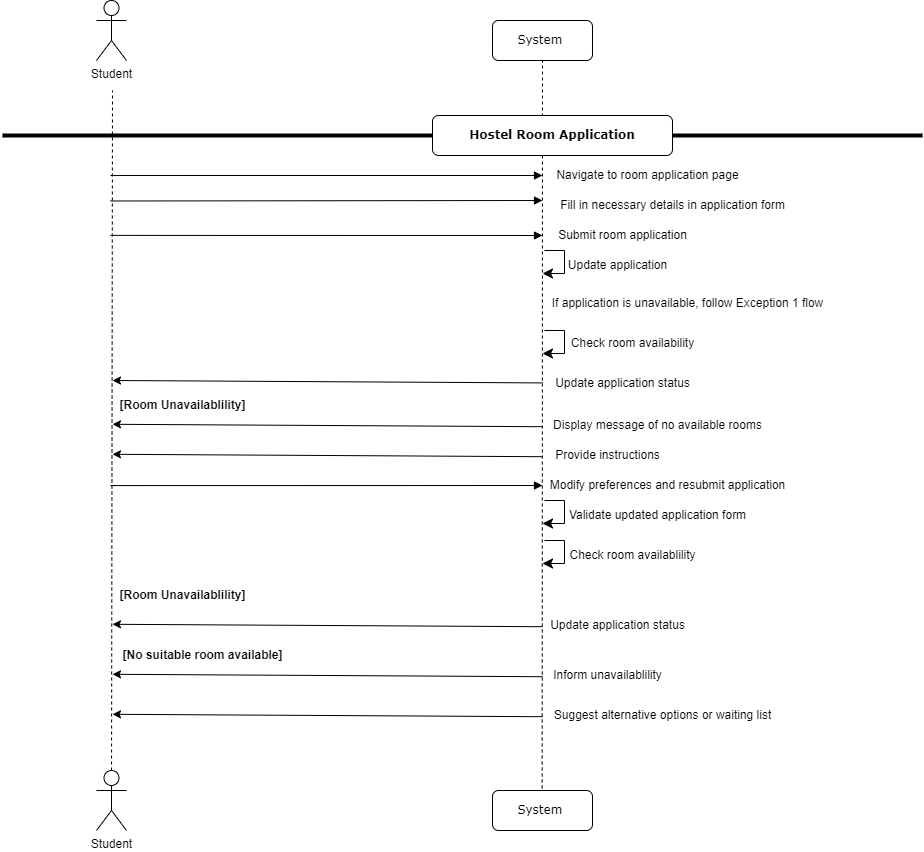 Student
System
Hostel Room Application
Navigate to room application page
Fill in necessary details in application form
Submit room application
Update application
If application is unavailable, follow Exception 1 flow
Check room availability
Update application status
[Room Unavailablility]
Display message of no available rooms
Provide instructions
Modify preferences and resubmit application
Validate updated application form
Check room availablility
[Room Unavailablility]
Update application status
[No suitable room available]
Inform unavailablility
Suggest alternative options or waiting list
System
Student